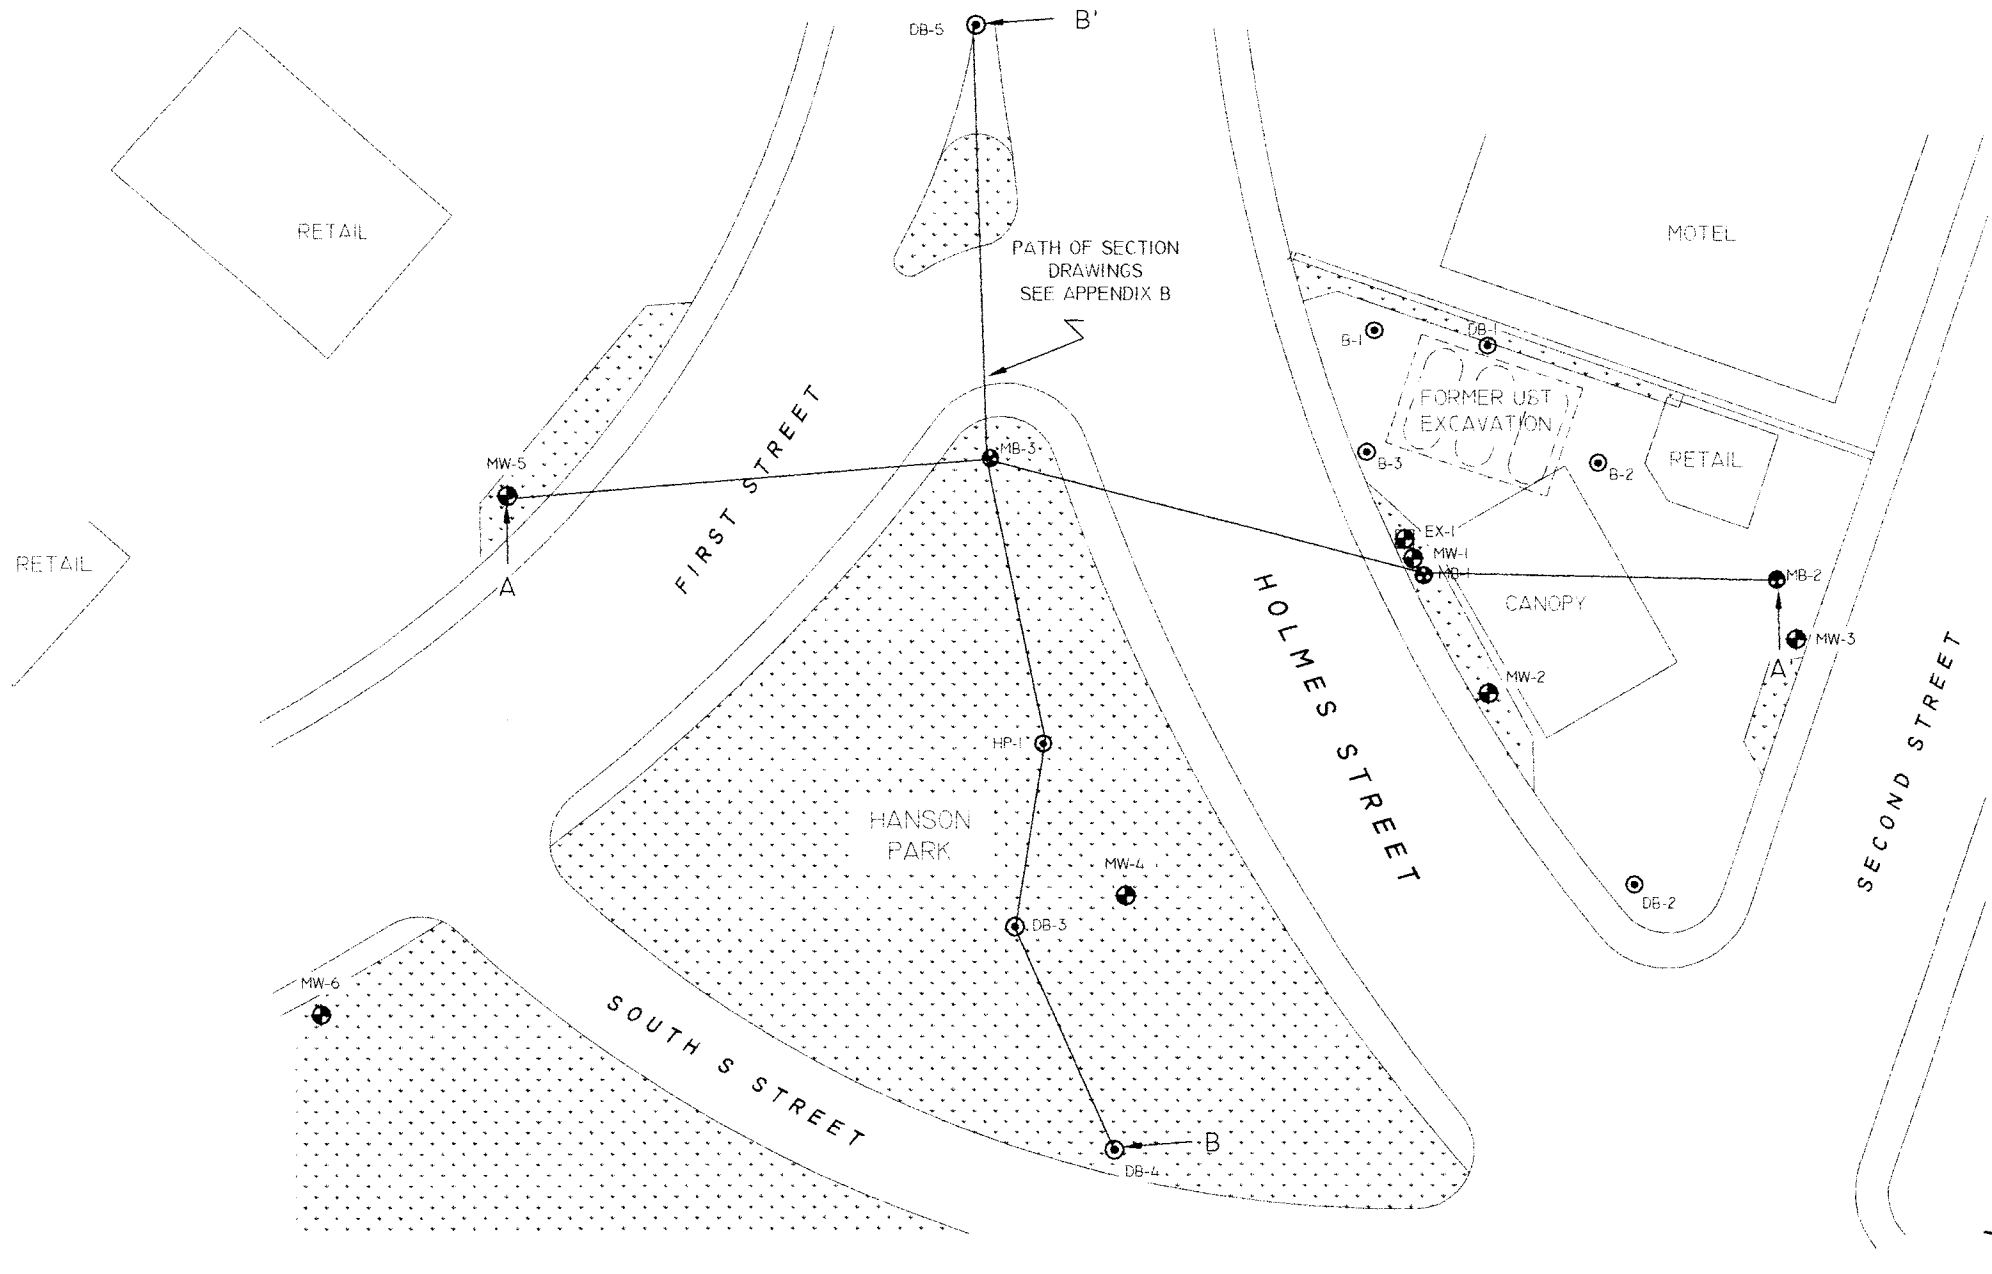 DB-5
B'
RETAIL
PATH OF SECTION
DRAWINGS
SEE APPENDIX B
MOTEL
B-1
DB-1
FORMER UST
EXCAVATION
B-3
B-2
RETAIL
MW-5
MB-3
FIRST STREET
EX-1
MW-1
MB-1
MB-2
RETAIL
A
CANOPY
HOLMES STREET
MW-3
A'
MW-2
SECOND STREET
HP-1
HANSON
PARK
MW-4
DB-3
DB-2
MW-6
SOUTH S STREET
B
DB-4